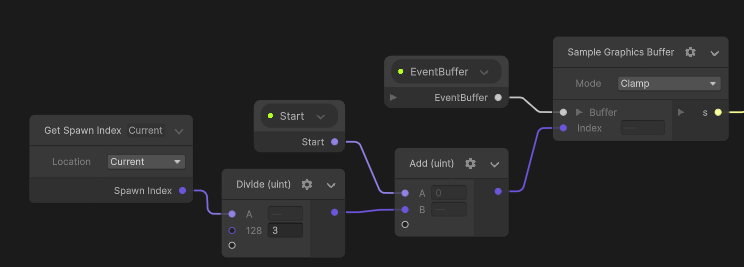 Sample Graphics Buffer
Mode Clamp
Buffer s
Index
EventBuffer
EventBuffer
Start
Start
Get Spawn Index Current
Location Current
Spawn Index
Divide (uint)
A
128 3
Add (uint)
A 0
B